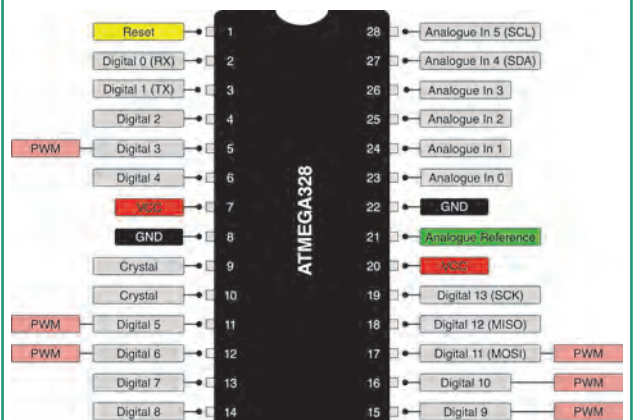 Reset 1 28 Analogue In 5 (SCL)
Digital 0 (RX) 2 27 Analogue In 4 (SDA)
Digital 1 (TX) 3 26 Analogue In 3
Digital 2 4 25 Analogue In 2
PWM Digital 3 5 24 Analogue In 1
Digital 4 6 23 Analogue In 0
VCC 7 22 GND
GND 8 21 Analogue Reference
Crystal 9 20 VCC
Crystal 10 19 Digital 13 (SCK)
PWM Digital 5 11 18 Digital 12 (MISO)
PWM Digital 6 12 17 Digital 11 (MOSI) PWM
Digital 7 13 16 Digital 10 PWM
Digital 8 14 15 Digital 9 PWM
ATMEGA328